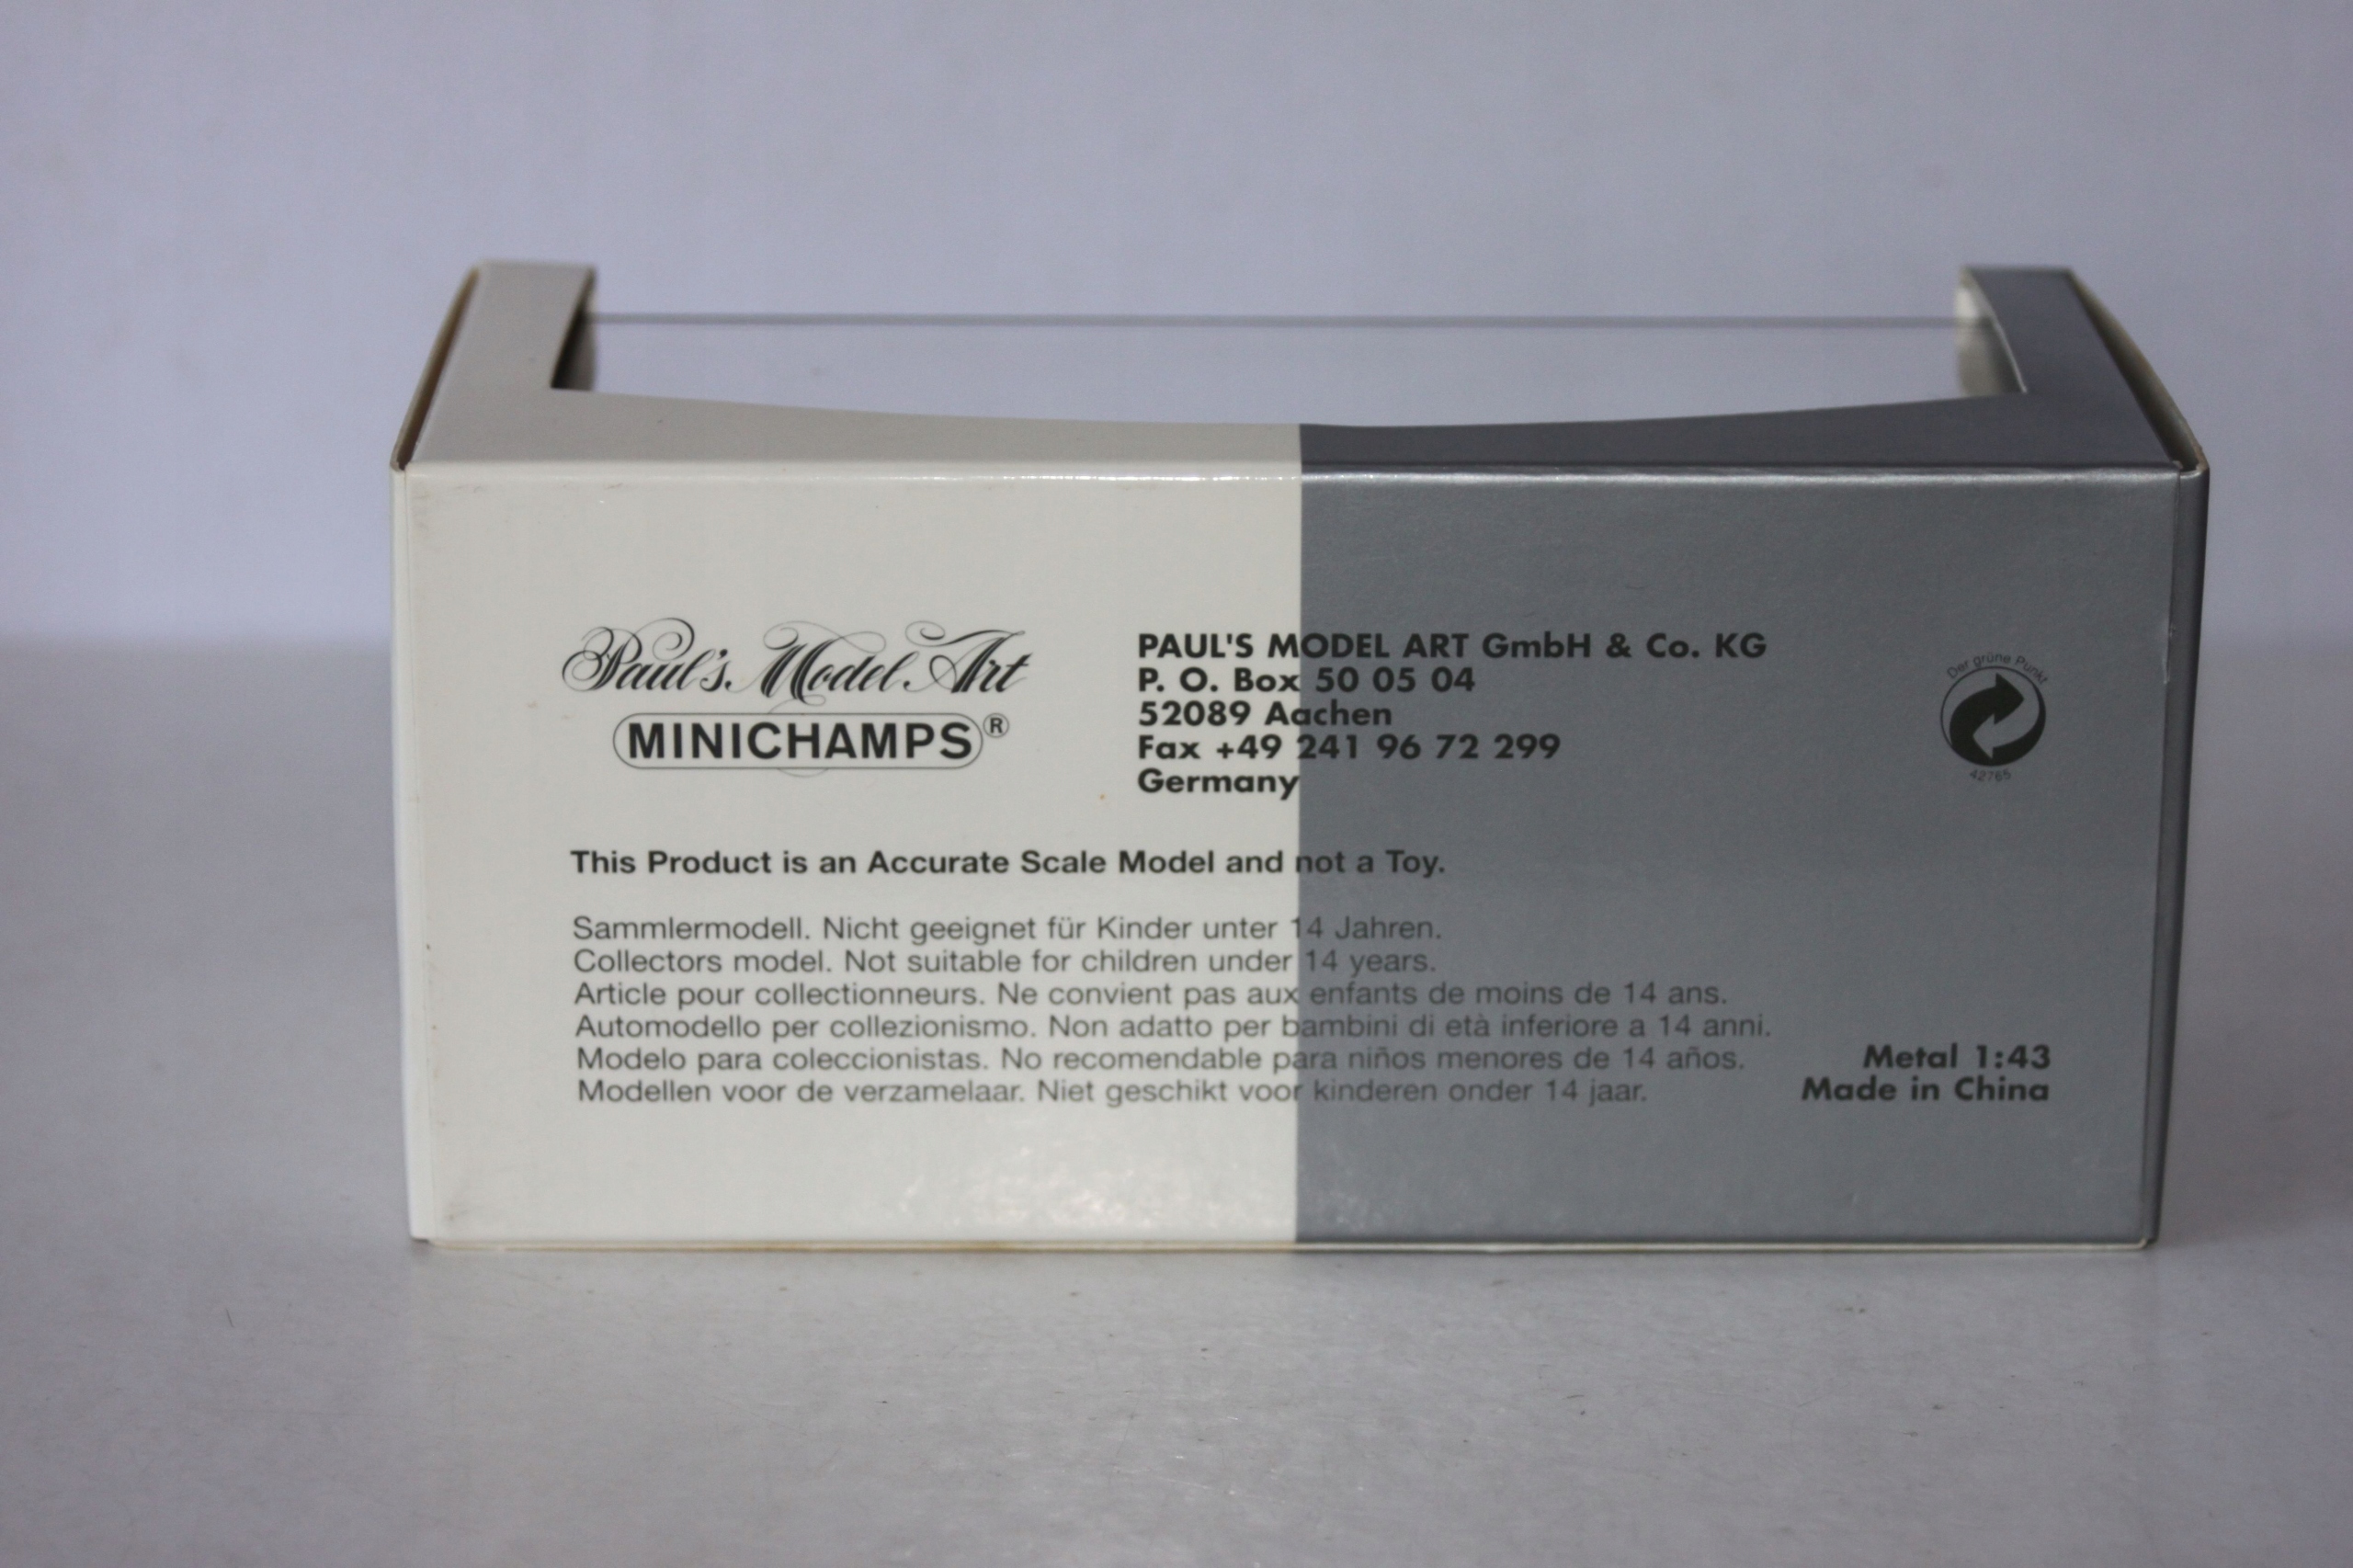 Paul's Model Art
MINICHAMPS®
PAUL'S MODEL ART GmbH & Co. KG
P. O. Box 50 05 04
52089 Aachen
Fax +49 241 96 72 299
Germany
Der grüne Punkt
42765
This Product is an Accurate Scale Model and not a Toy.
Sammlermodell. Nicht geeignet für Kinder unter 14 Jahren.
Collectors model. Not suitable for children under 14 years.
Article pour collectionneurs. Ne convient pas aux enfants de moins de 14 ans.
Automodello per collezionismo. Non adatto per bambini di età inferiore a 14 anni.
Modelo para coleccionistas. No recomendable para niños menores de 14 años.
Modellen voor de verzamelaar. Niet geschikt voor kinderen onder 14 jaar.
Metal 1:43
Made in China